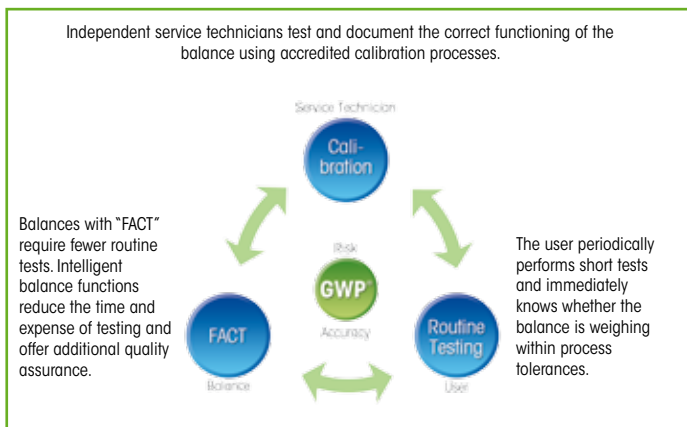 Independent service technicians test and document the correct functioning of the
balance using accredited calibration processes.
Service Technician
Cali-
bration
Balances with "FACT"
require fewer routine
tests. Intelligent
balance functions
reduce the time and
expense of testing and
offer additional quality
assurance.
Risk
GWP®
Accuracy
The user periodically
performs short tests
and immediately
knows whether the
balance is weighing
within process
tolerances.
FACT
Balance
Routine
Testing
User